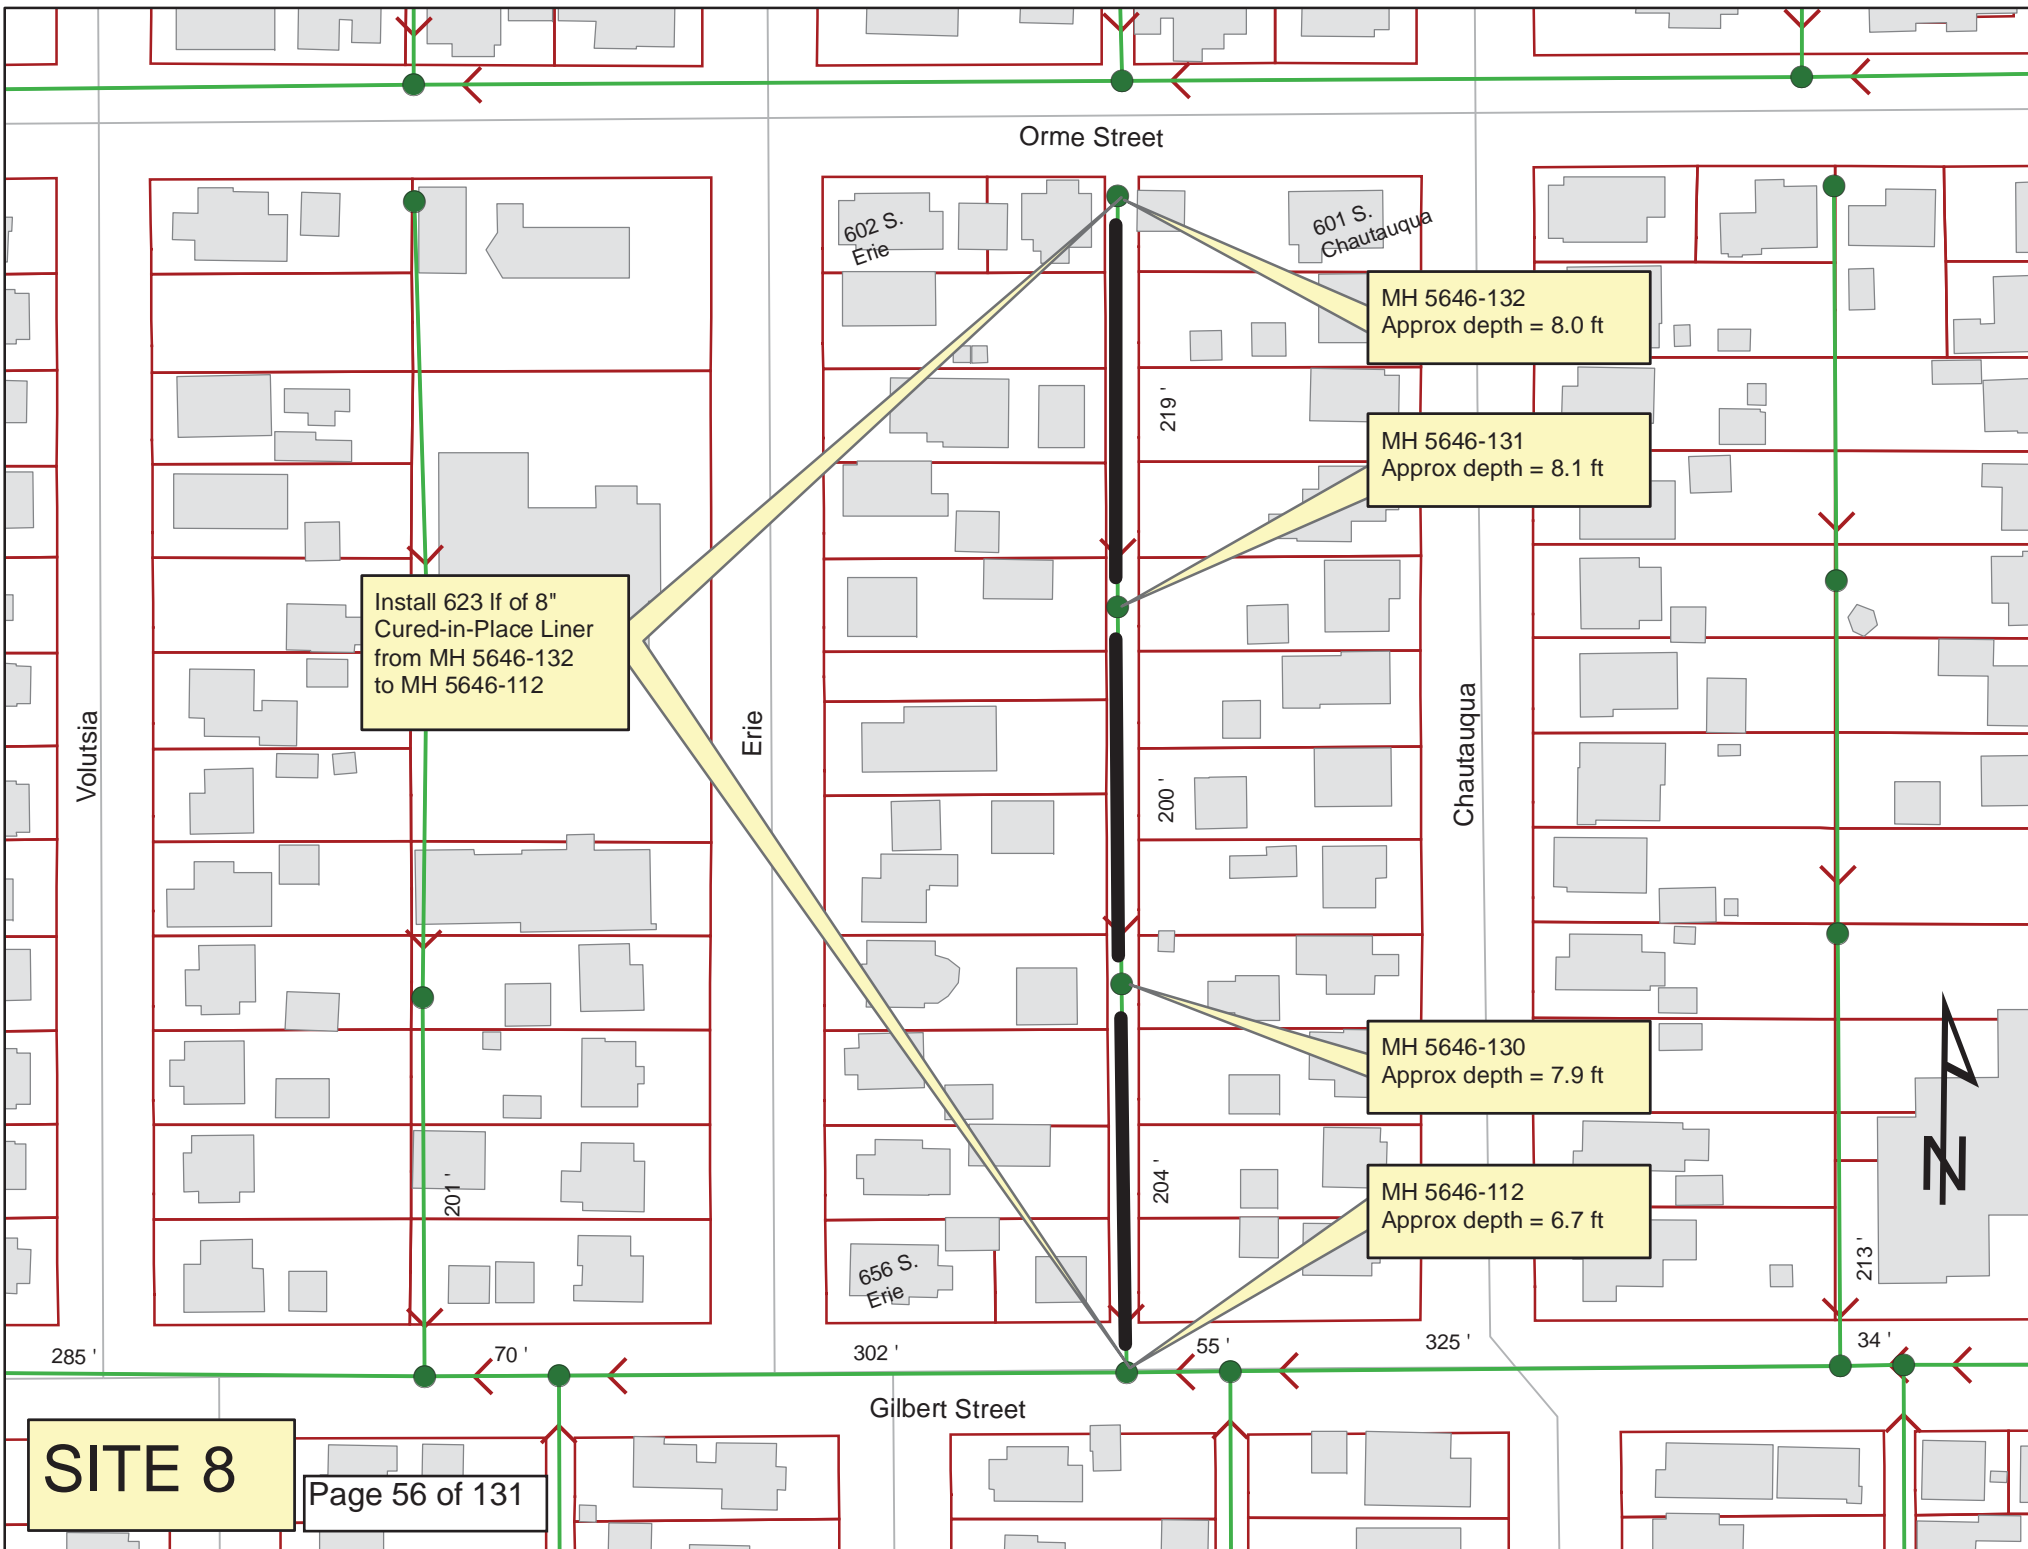 Orme Street
602 S.
Erie
601 S.
Chautauqua
MH 5646-132
Approx depth = 8.0 ft
219 '
MH 5646-131
Approx depth = 8.1 ft
Install 623 lf of 8"
Cured-in-Place Liner
from MH 5646-132
to MH 5646-112
Volutsia
Erie
200 '
Chautauqua
MH 5646-130
Approx depth = 7.9 ft
N
201 '
204 '
MH 5646-112
Approx depth = 6.7 ft
213 '
656 S.
Erie
285 '
70 '
302 '
55 '
325 '
34 '
Gilbert Street
SITE 8
Page 56 of 131